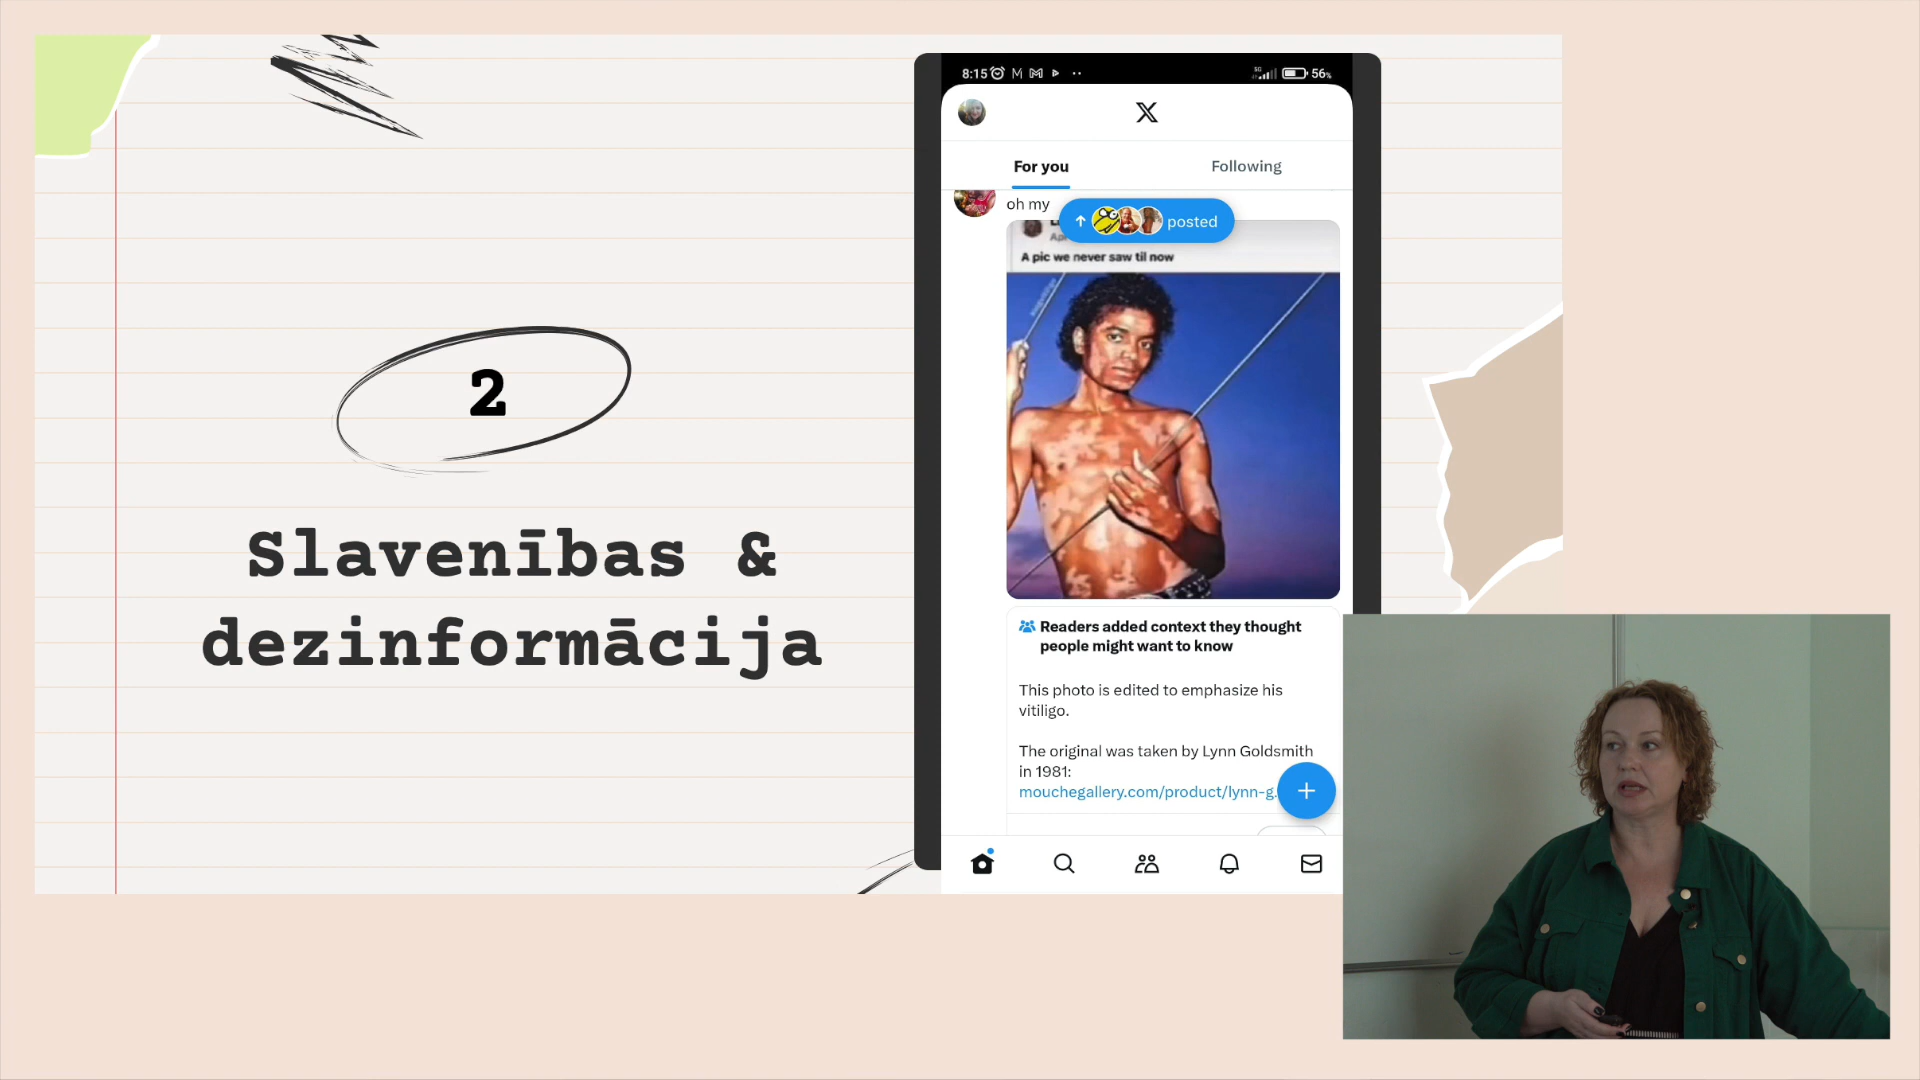 2
Slavenības &
dezinformācija
8:15
5G
56%
X
For you
Following
oh my
posted
A pic we never saw til now
Readers added context they thought
people might want to know
This photo is edited to emphasize his
vitiligo.
The original was taken by Lynn Goldsmith
in 1981:
mouchegallery.com/product/lynn-g.